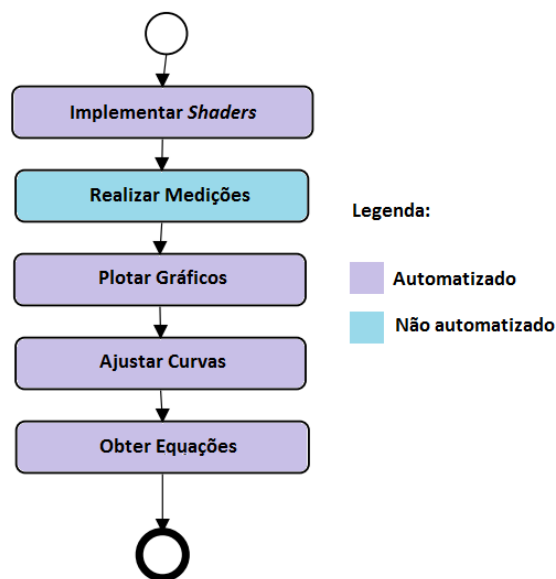 Implementar Shaders
Realizar Medições
Legenda:
Plotar Gráficos
Automatizado
Não automatizado
Ajustar Curvas
Obter Equações